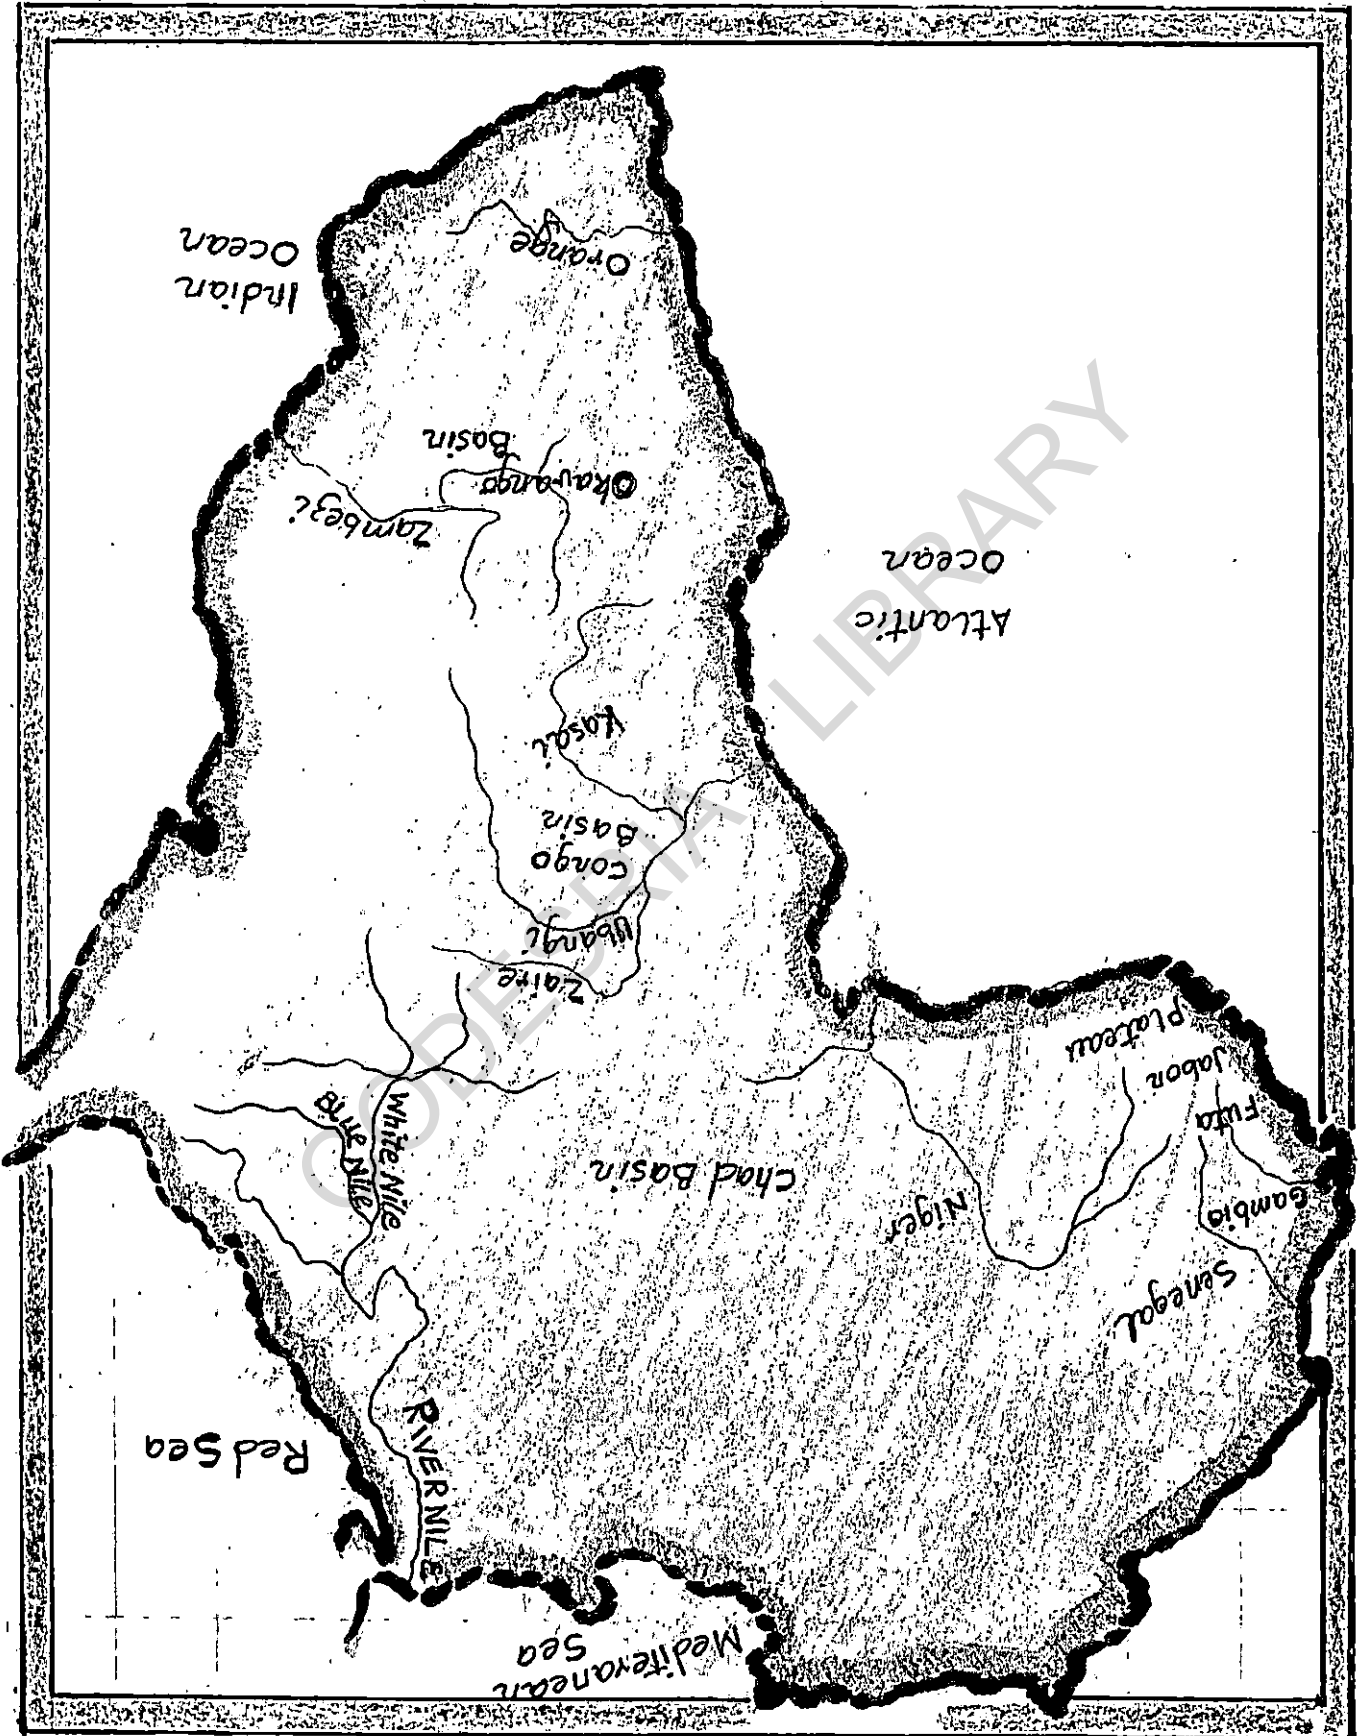 Mediteranean
Sea
RIVER NILE
Red Sea
Senegal
Gambia
Futa
Jabon
Plateau
Niger
Chad Basin
White Nile
Blue Nile
Zaire
Ubangi
Congo
Basin
Kasai
Atlantic
Ocean
Zambezi
Okavango
Basin
Indian
Ocean
Orange
CODESRIA LIBRARY